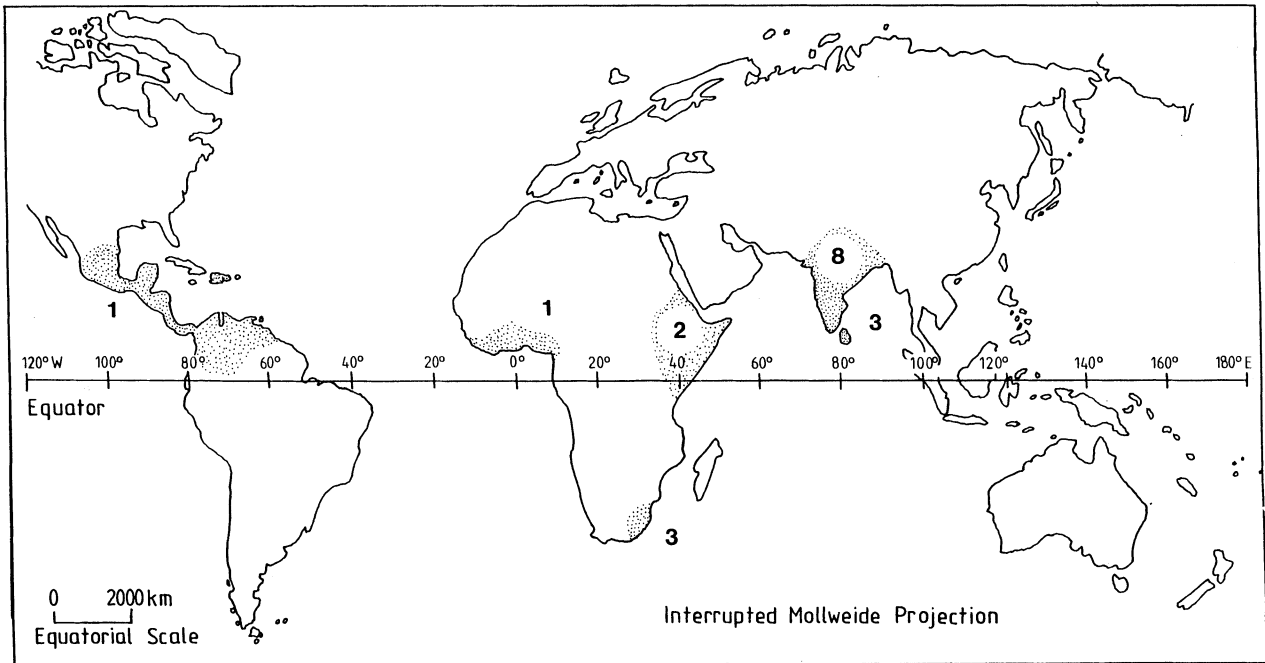 8
1
1
2
3
120° W 100° 80° 60° 40° 20° 0° 20° 40° 60° 80° 100° 120° 140° 160° 180° E
Equator
3
0 2000 km
Equatorial Scale
Interrupted Mollweide Projection